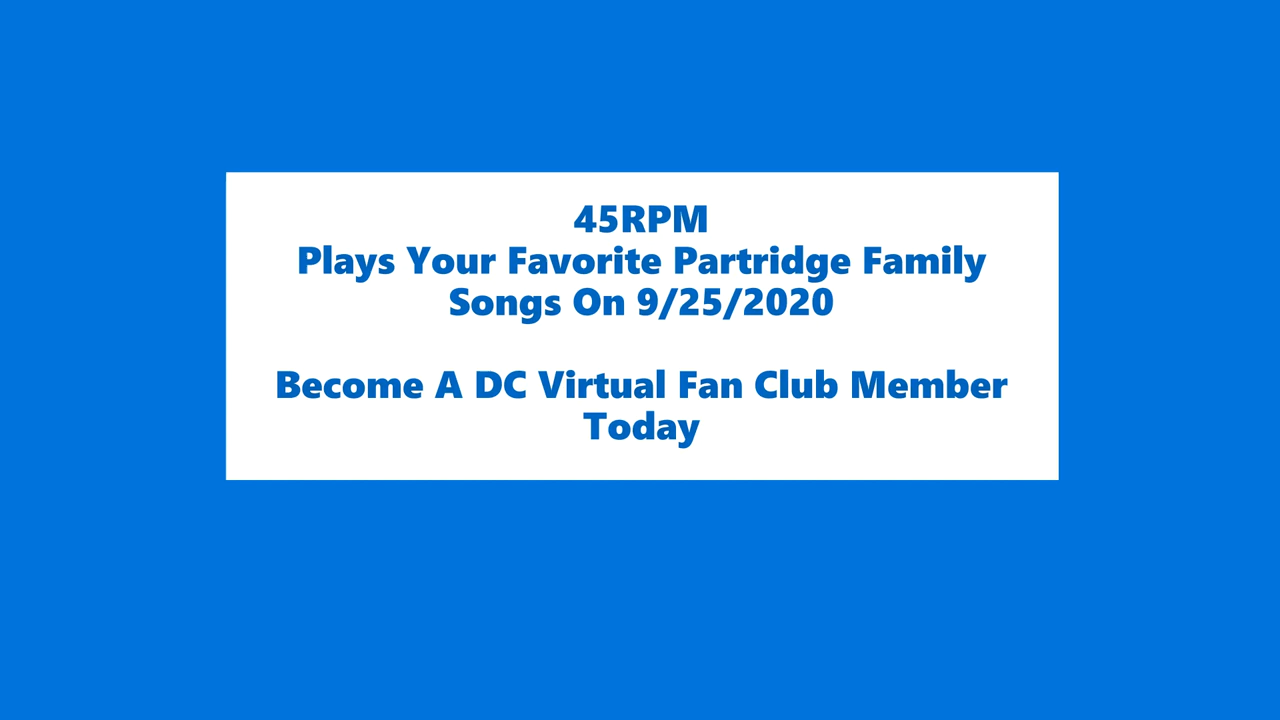 45RPM
Plays Your Favorite Partridge Family
Songs On 9/25/2020
Become A DC Virtual Fan Club Member
Today